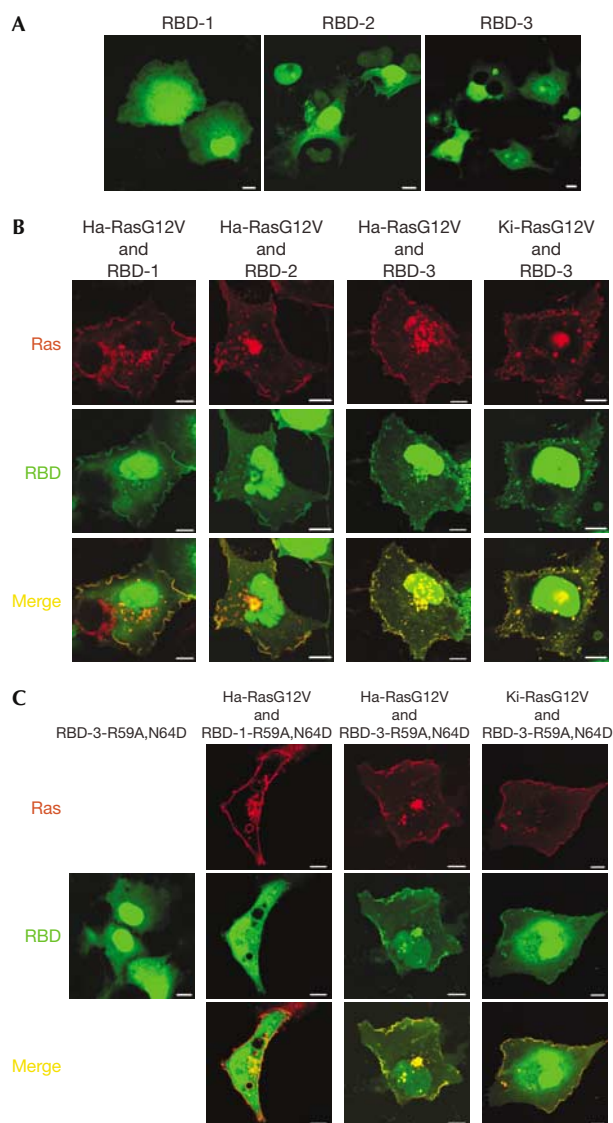 A
RBD-1 RBD-2 RBD-3
B
Ha-RasG12V Ha-RasG12V Ha-RasG12V Ki-RasG12V
and and and and
RBD-1 RBD-2 RBD-3 RBD-3
Ras
RBD
Merge
C
Ha-RasG12V Ha-RasG12V Ki-RasG12V
and and and
RBD-3-R59A,N64D RBD-1-R59A,N64D RBD-3-R59A,N64D RBD-3-R59A,N64D
Ras
RBD
Merge